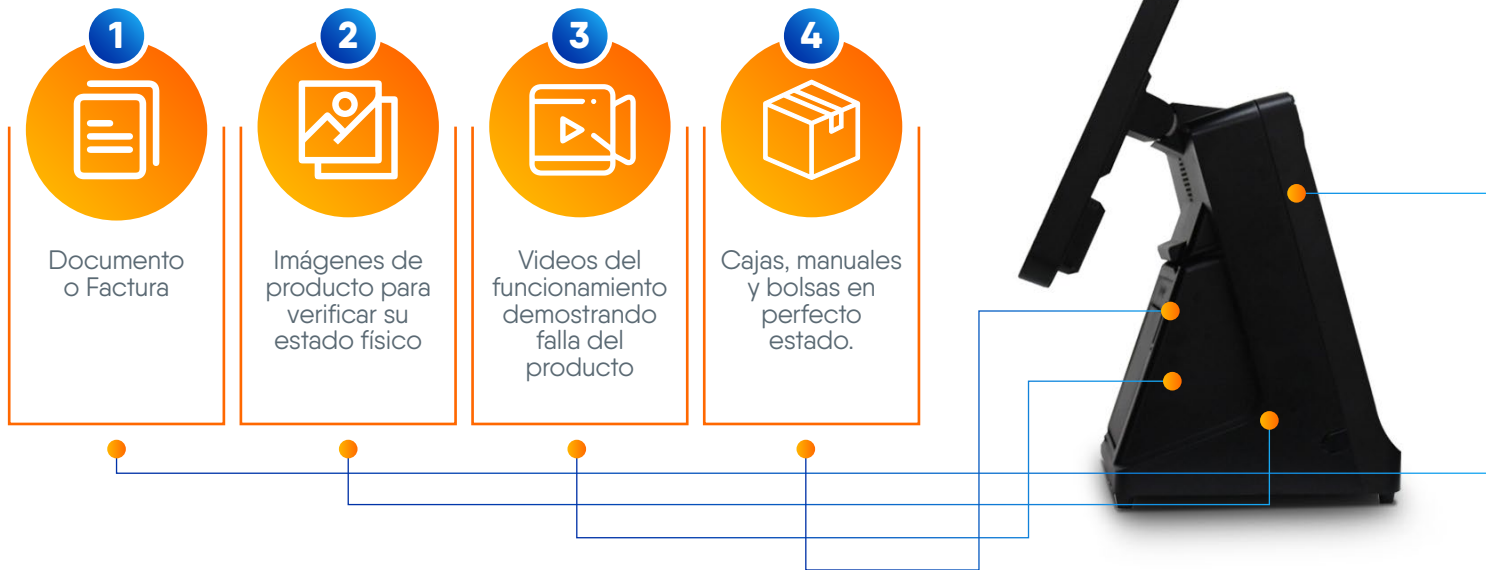 1
Documento
o Factura
2
Imágenes de
producto para
verificar su
estado físico
3
Videos del
funcionamiento
demostrando
falla del
producto
4
Cajas, manuales
y bolsas en
perfecto
estado.